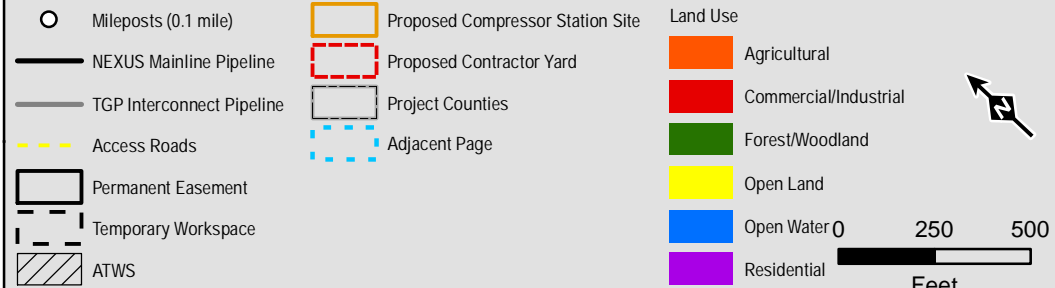 Mileposts (0.1 mile)
NEXUS Mainline Pipeline
TGP Interconnect Pipeline
Access Roads
Permanent Easement
Temporary Workspace
ATWS
Proposed Compressor Station Site
Proposed Contractor Yard
Project Counties
Adjacent Page
Land Use
Agricultural
Commercial/Industrial
Forest/Woodland
Open Land
Open Water
Residential
N
0 250 500
Feet